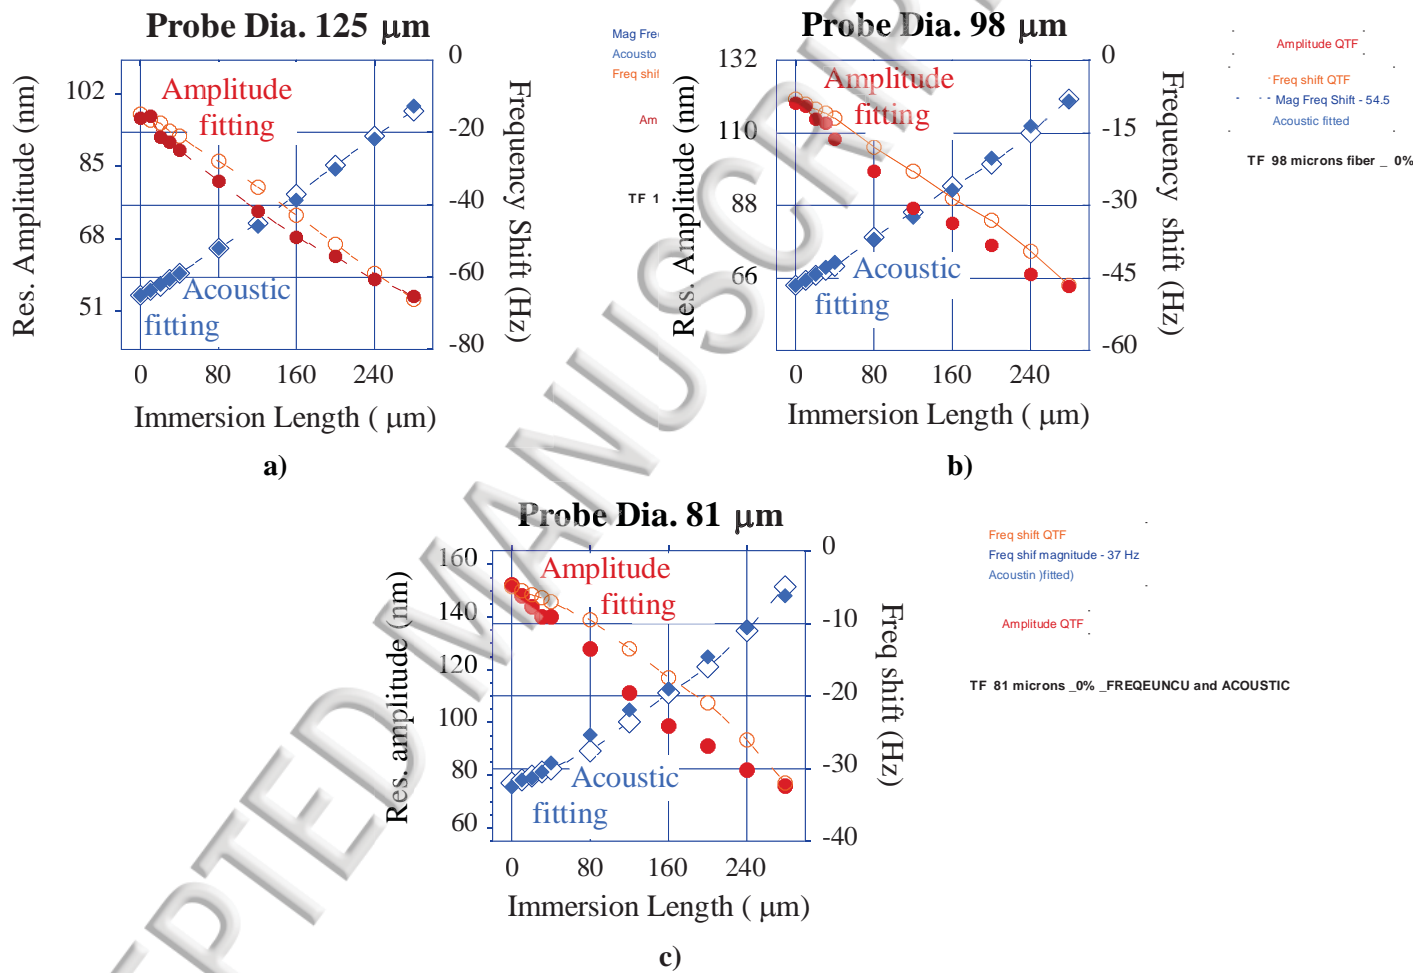 Probe Dia. 125 μm
Mag Fre
Acousto
Freq shif
Am
TF 1
Res. Amplitude (nm)
102
85
68
51
0
-20
-40
-60
-80
Frequency Shift (Hz)
Amplitude
fitting
Acoustic
fitting
0 80 160 240
Immersion Length ( μm)
a)
Probe Dia. 98 μm
Res. Amplitude (nm)
132
110
88
66
0
-15
-30
-45
-60
Frequency shift (Hz)
Amplitude
fitting
Acoustic
fitting
0 80 160 240
Immersion Length ( μm)
b)
Amplitude QTF
Freq shift QTF
Mag Freq Shift - 54.5
Acoustic fitted
TF 98 microns fiber _ 0%
Probe Dia. 81 μm
Res. amplitude (nm)
160
140
120
100
80
60
0
-10
-20
-30
-40
Freq shift (Hz)
Amplitude
fitting
Acoustic
fitting
0 80 160 240
Immersion Length ( μm)
c)
Freq shift QTF
Freq shif magnitude - 37 Hz
Acoustin )fitted)
Amplitude QTF
TF 81 microns _0% _FREQEUNCU and ACOUSTIC
EPTED MANUSCRIP